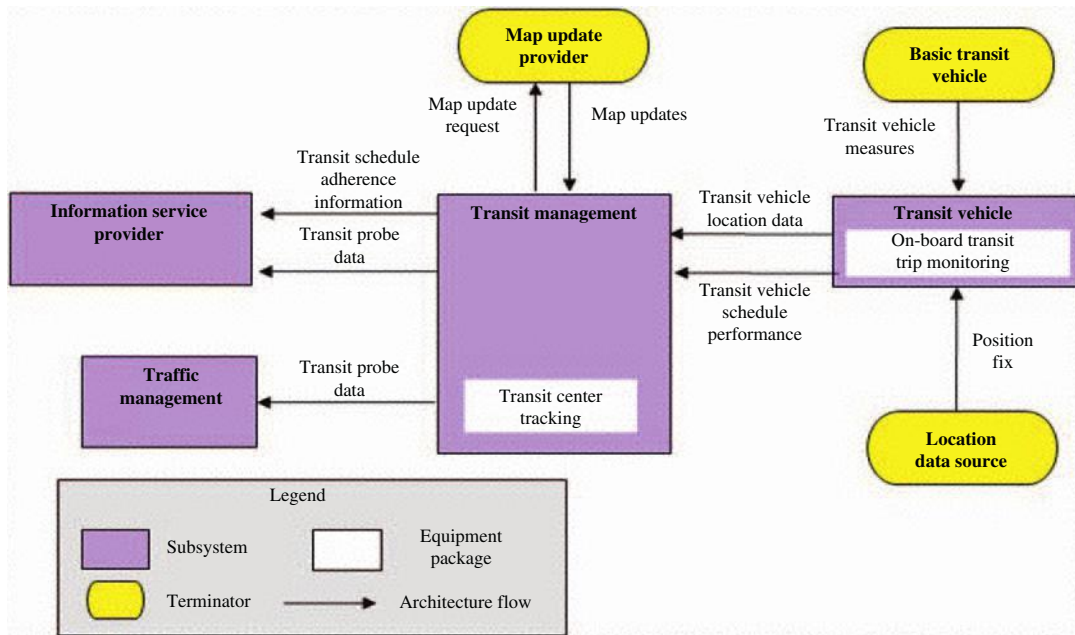 Map update
provider
Basic transit
vehicle
Map update
request
Map updates
Transit vehicle
measures
Transit schedule
adherence
information
Information service
provider
Transit probe
data
Transit management
Transit vehicle
location data
Transit vehicle
On-board transit
trip monitoring
Transit vehicle
schedule
performance
Position
fix
Traffic
management
Transit probe
data
Transit center
tracking
Location
data source
Legend
Subsystem
Equipment
package
Terminator
Architecture flow